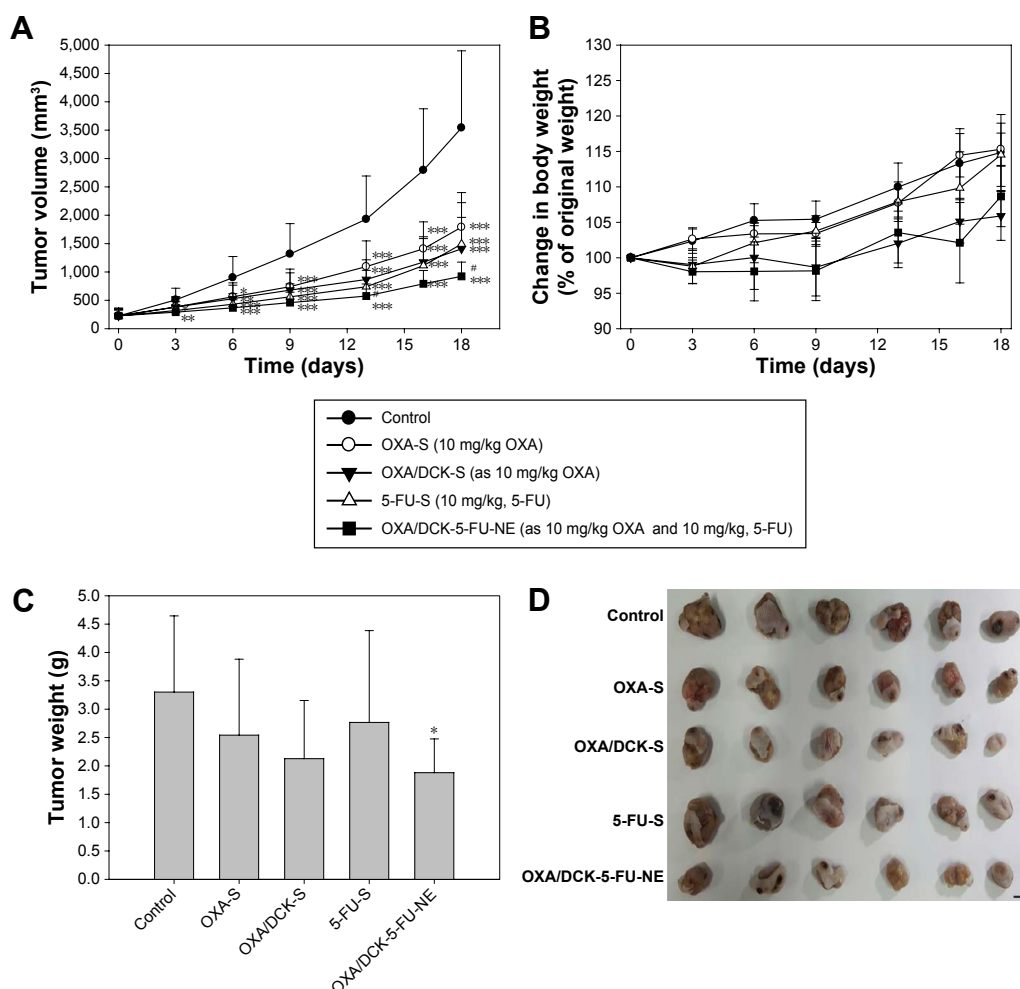 A
Tumor volume (mm³)
5,000
4,500
4,000
3,500
3,000
2,500
2,000
1,500
1,000
500
0
0 3 6 9 12 15 18
Time (days)
* *** *** *** *** *** *** *** *** *** *** *** *** *** *** *** ***
** # #
B
Change in body weight
(% of original weight)
130
125
120
115
110
105
100
95
90
0 3 6 9 12 15 18
Time (days)
Control
OXA-S (10 mg/kg OXA)
OXA/DCK-S (as 10 mg/kg OXA)
5-FU-S (10 mg/kg, 5-FU)
OXA/DCK-5-FU-NE (as 10 mg/kg OXA and 10 mg/kg, 5-FU)
C
Tumor weight (g)
5.0
4.5
4.0
3.5
3.0
2.5
2.0
1.5
1.0
0.5
0.0
*
Control
OXA-S
OXA/DCK-S
5-FU-S
OXA/DCK-5-FU-NE
D
Control
OXA-S
OXA/DCK-S
5-FU-S
OXA/DCK-5-FU-NE